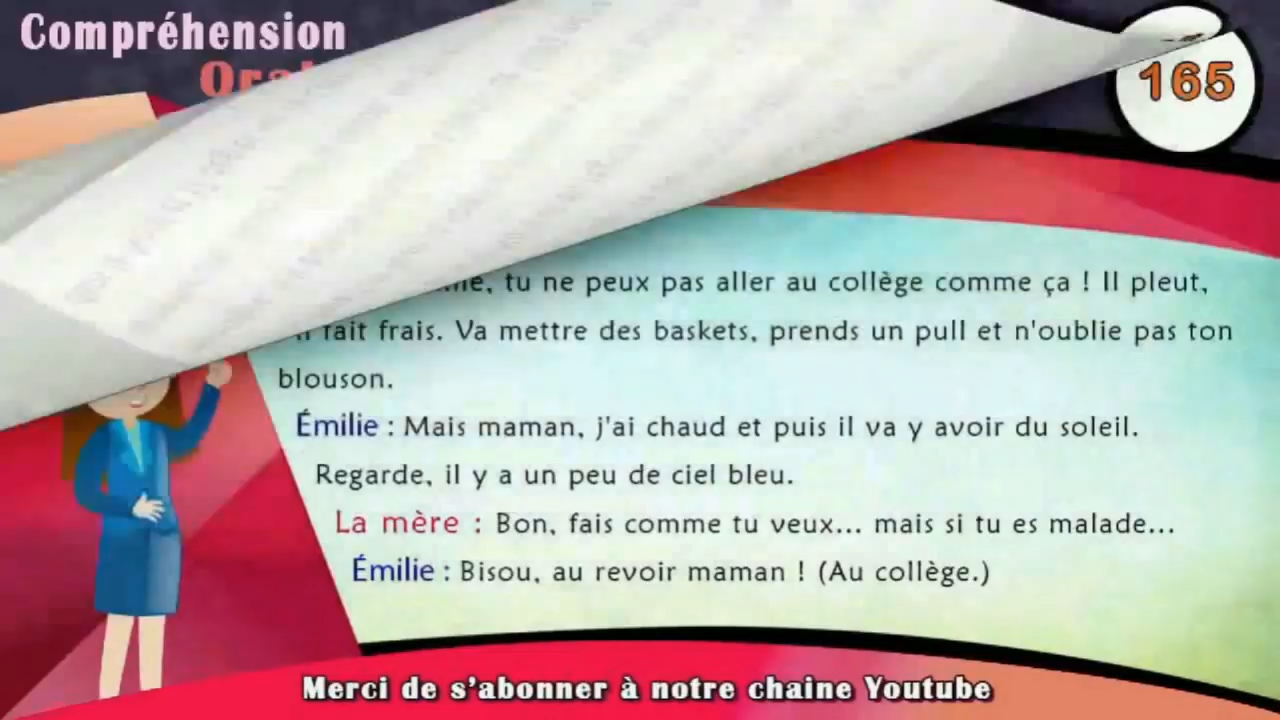 Compréhension
165
tu ne peux pas aller au collège comme ça ! Il pleut,
fait frais. Va mettre des baskets, prends un pull et n'oublie pas ton
blouson.
Émilie : Mais maman, j'ai chaud et puis il va y avoir du soleil.
Regarde, il y a un peu de ciel bleu.
La mère : Bon, fais comme tu veux... mais si tu es malade...
Émilie : Bisou, au revoir maman ! (Au collège.)
Merci de s'abonner à notre chaine Youtube